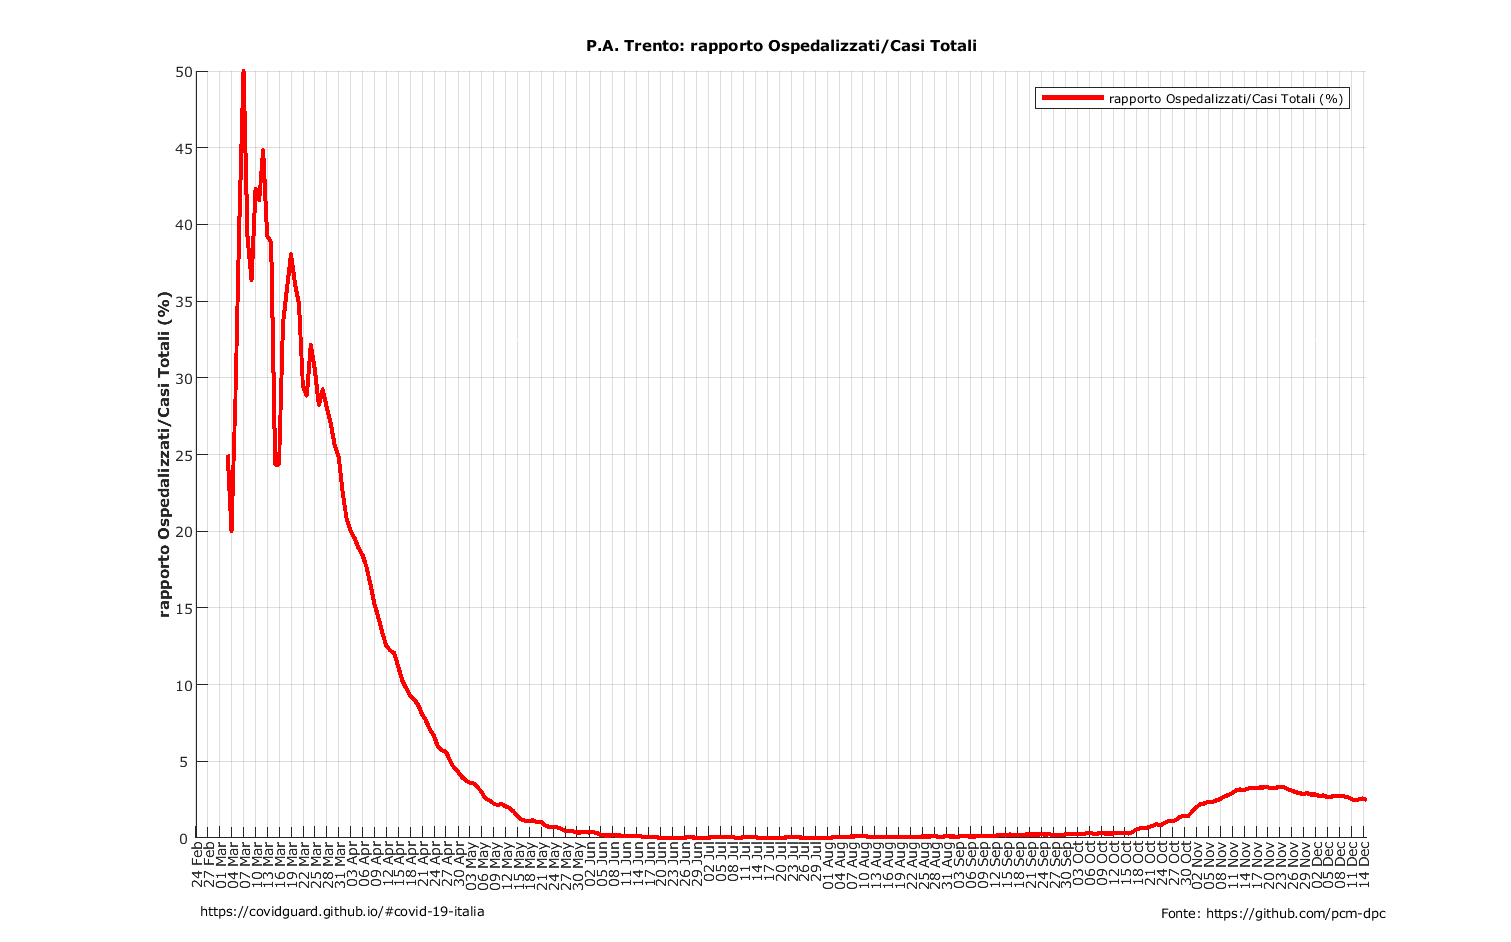 P.A. Trento: rapporto Ospedalizzati/Casi Totali
rapporto Ospedalizzati/Casi Totali (%)
rapporto Ospedalizzati/Casi Totali (%)
50
45
40
35
30
25
20
15
10
5
0
24 Feb
27 Feb
01 Mar
04 Mar
07 Mar
10 Mar
13 Mar
16 Mar
19 Mar
22 Mar
25 Mar
28 Mar
31 Mar
03 Apr
06 Apr
09 Apr
12 Apr
15 Apr
18 Apr
21 Apr
24 Apr
27 Apr
30 Apr
03 May
06 May
09 May
12 May
15 May
18 May
21 May
24 May
27 May
30 May
02 Jun
05 Jun
08 Jun
11 Jun
14 Jun
17 Jun
20 Jun
23 Jun
26 Jun
29 Jun
02 Jul
05 Jul
08 Jul
11 Jul
14 Jul
17 Jul
20 Jul
23 Jul
26 Jul
29 Jul
01 Aug
04 Aug
07 Aug
10 Aug
13 Aug
16 Aug
19 Aug
22 Aug
25 Aug
28 Aug
31 Aug
03 Sep
06 Sep
09 Sep
12 Sep
15 Sep
18 Sep
21 Sep
24 Sep
27 Sep
30 Sep
03 Oct
06 Oct
09 Oct
12 Oct
15 Oct
18 Oct
21 Oct
24 Oct
27 Oct
30 Oct
02 Nov
05 Nov
08 Nov
11 Nov
14 Nov
17 Nov
20 Nov
23 Nov
26 Nov
29 Nov
02 Dec
05 Dec
08 Dec
11 Dec
14 Dec
https://covidguard.github.io/#covid-19-italia
Fonte: https://github.com/pcm-dpc